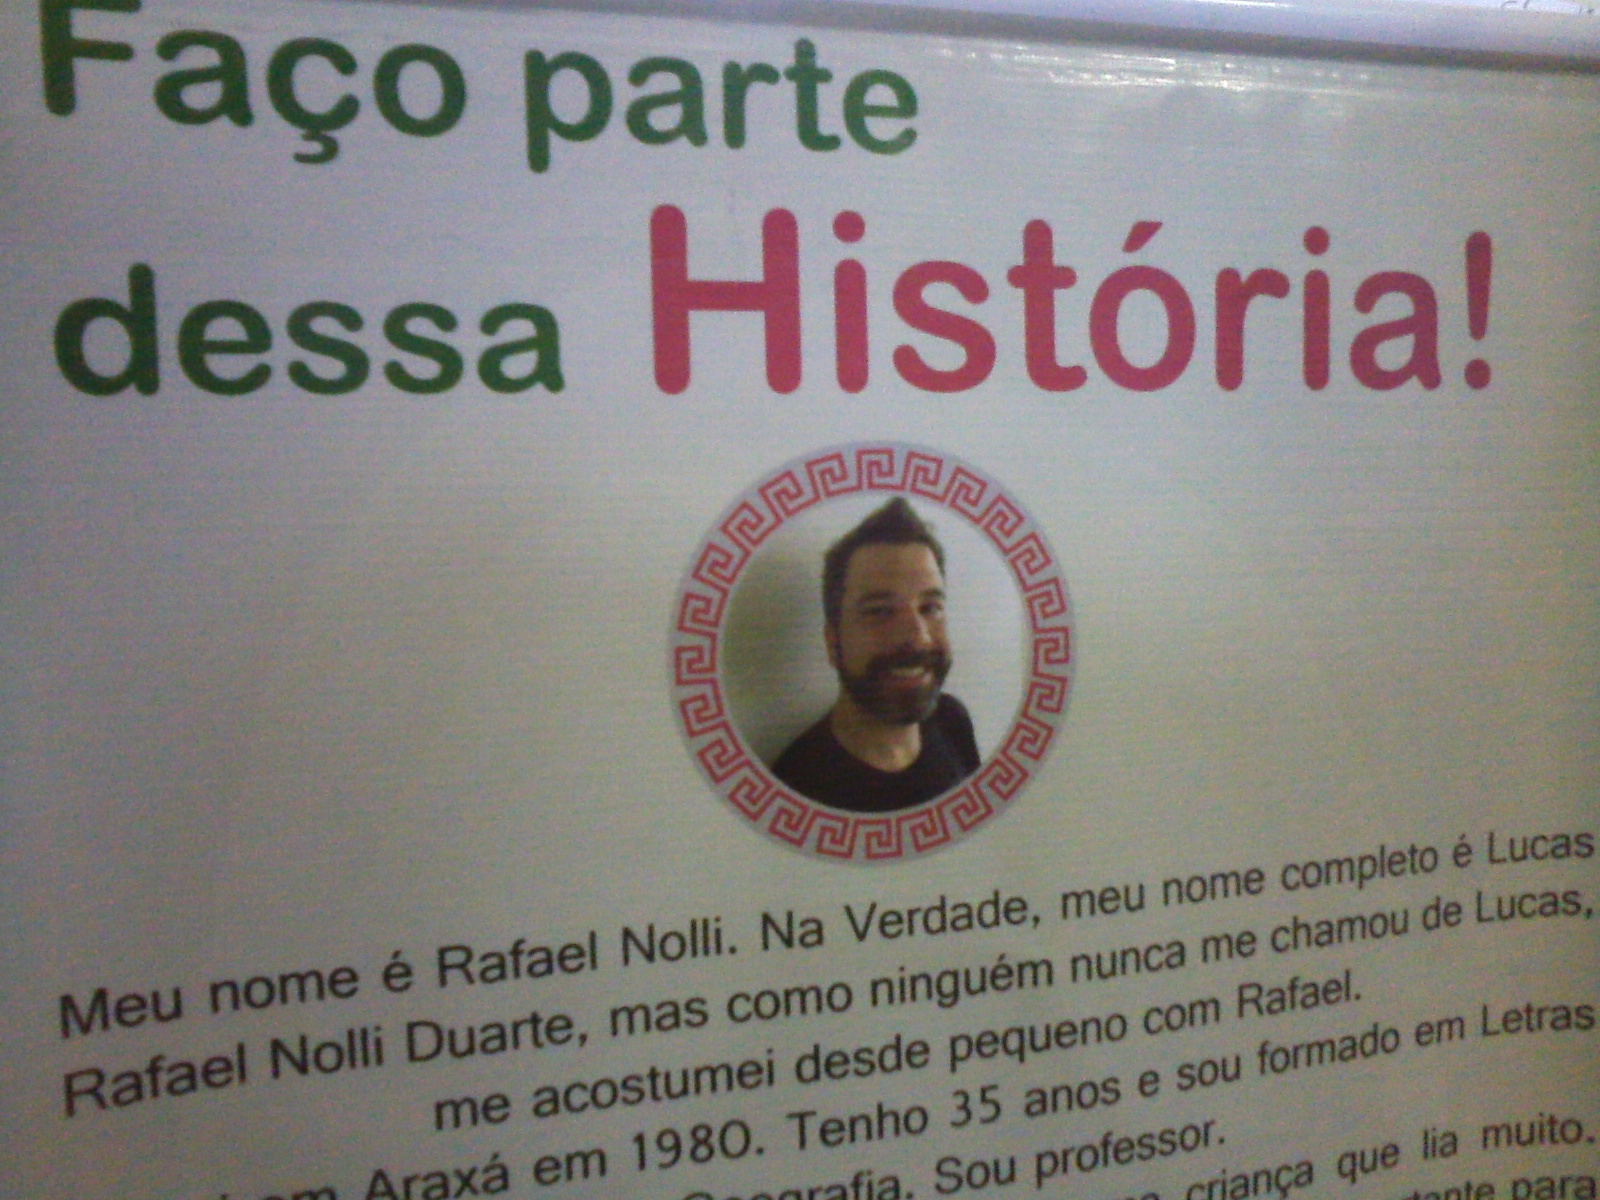 Faço parte
dessa História!
Meu nome é Rafael Nolli. Na Verdade, meu nome completo é Lucas
Rafael Nolli Duarte, mas como ninguém nunca me chamou de Lucas,
me acostumei desde pequeno com Rafael.
Araxá em 1980. Tenho 35 anos e sou formado em Letras
Sou professor.
criança que lia muito.
para